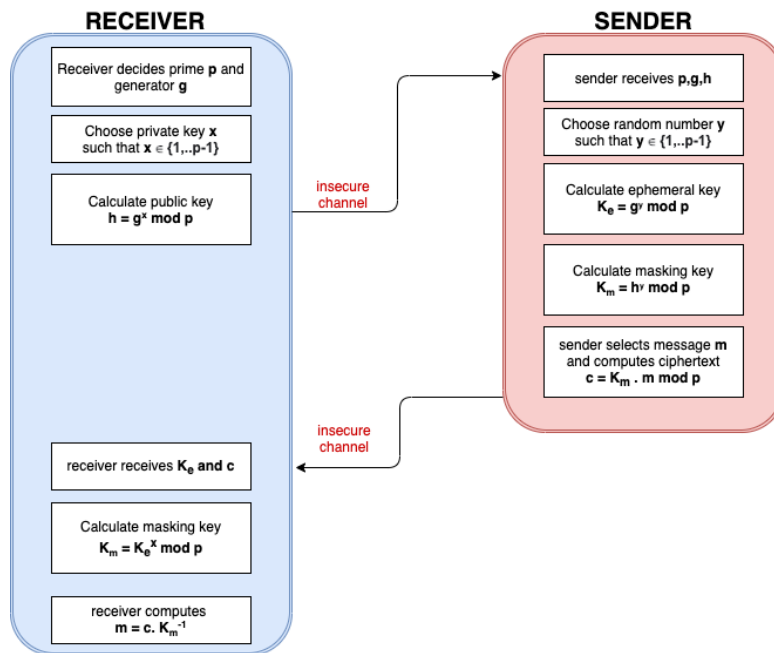 RECEIVER
Receiver decides prime p and
generator g
Choose private key x
such that x ∈ {1,..p-1}
Calculate public key
h = gˣ mod p
insecure
channel
SENDER
sender receives p,g,h
Choose random number y
such that y ∈ {1,..p-1}
Calculate ephemeral key
Kₑ = gʸ mod p
Calculate masking key
Kₘ = hʸ mod p
sender selects message m
and computes ciphertext
c = Kₘ . m mod p
insecure
channel
receiver receives Kₑ and c
Calculate masking key
Kₘ = Kₑˣ mod p
receiver computes
m = c. Kₘ⁻¹